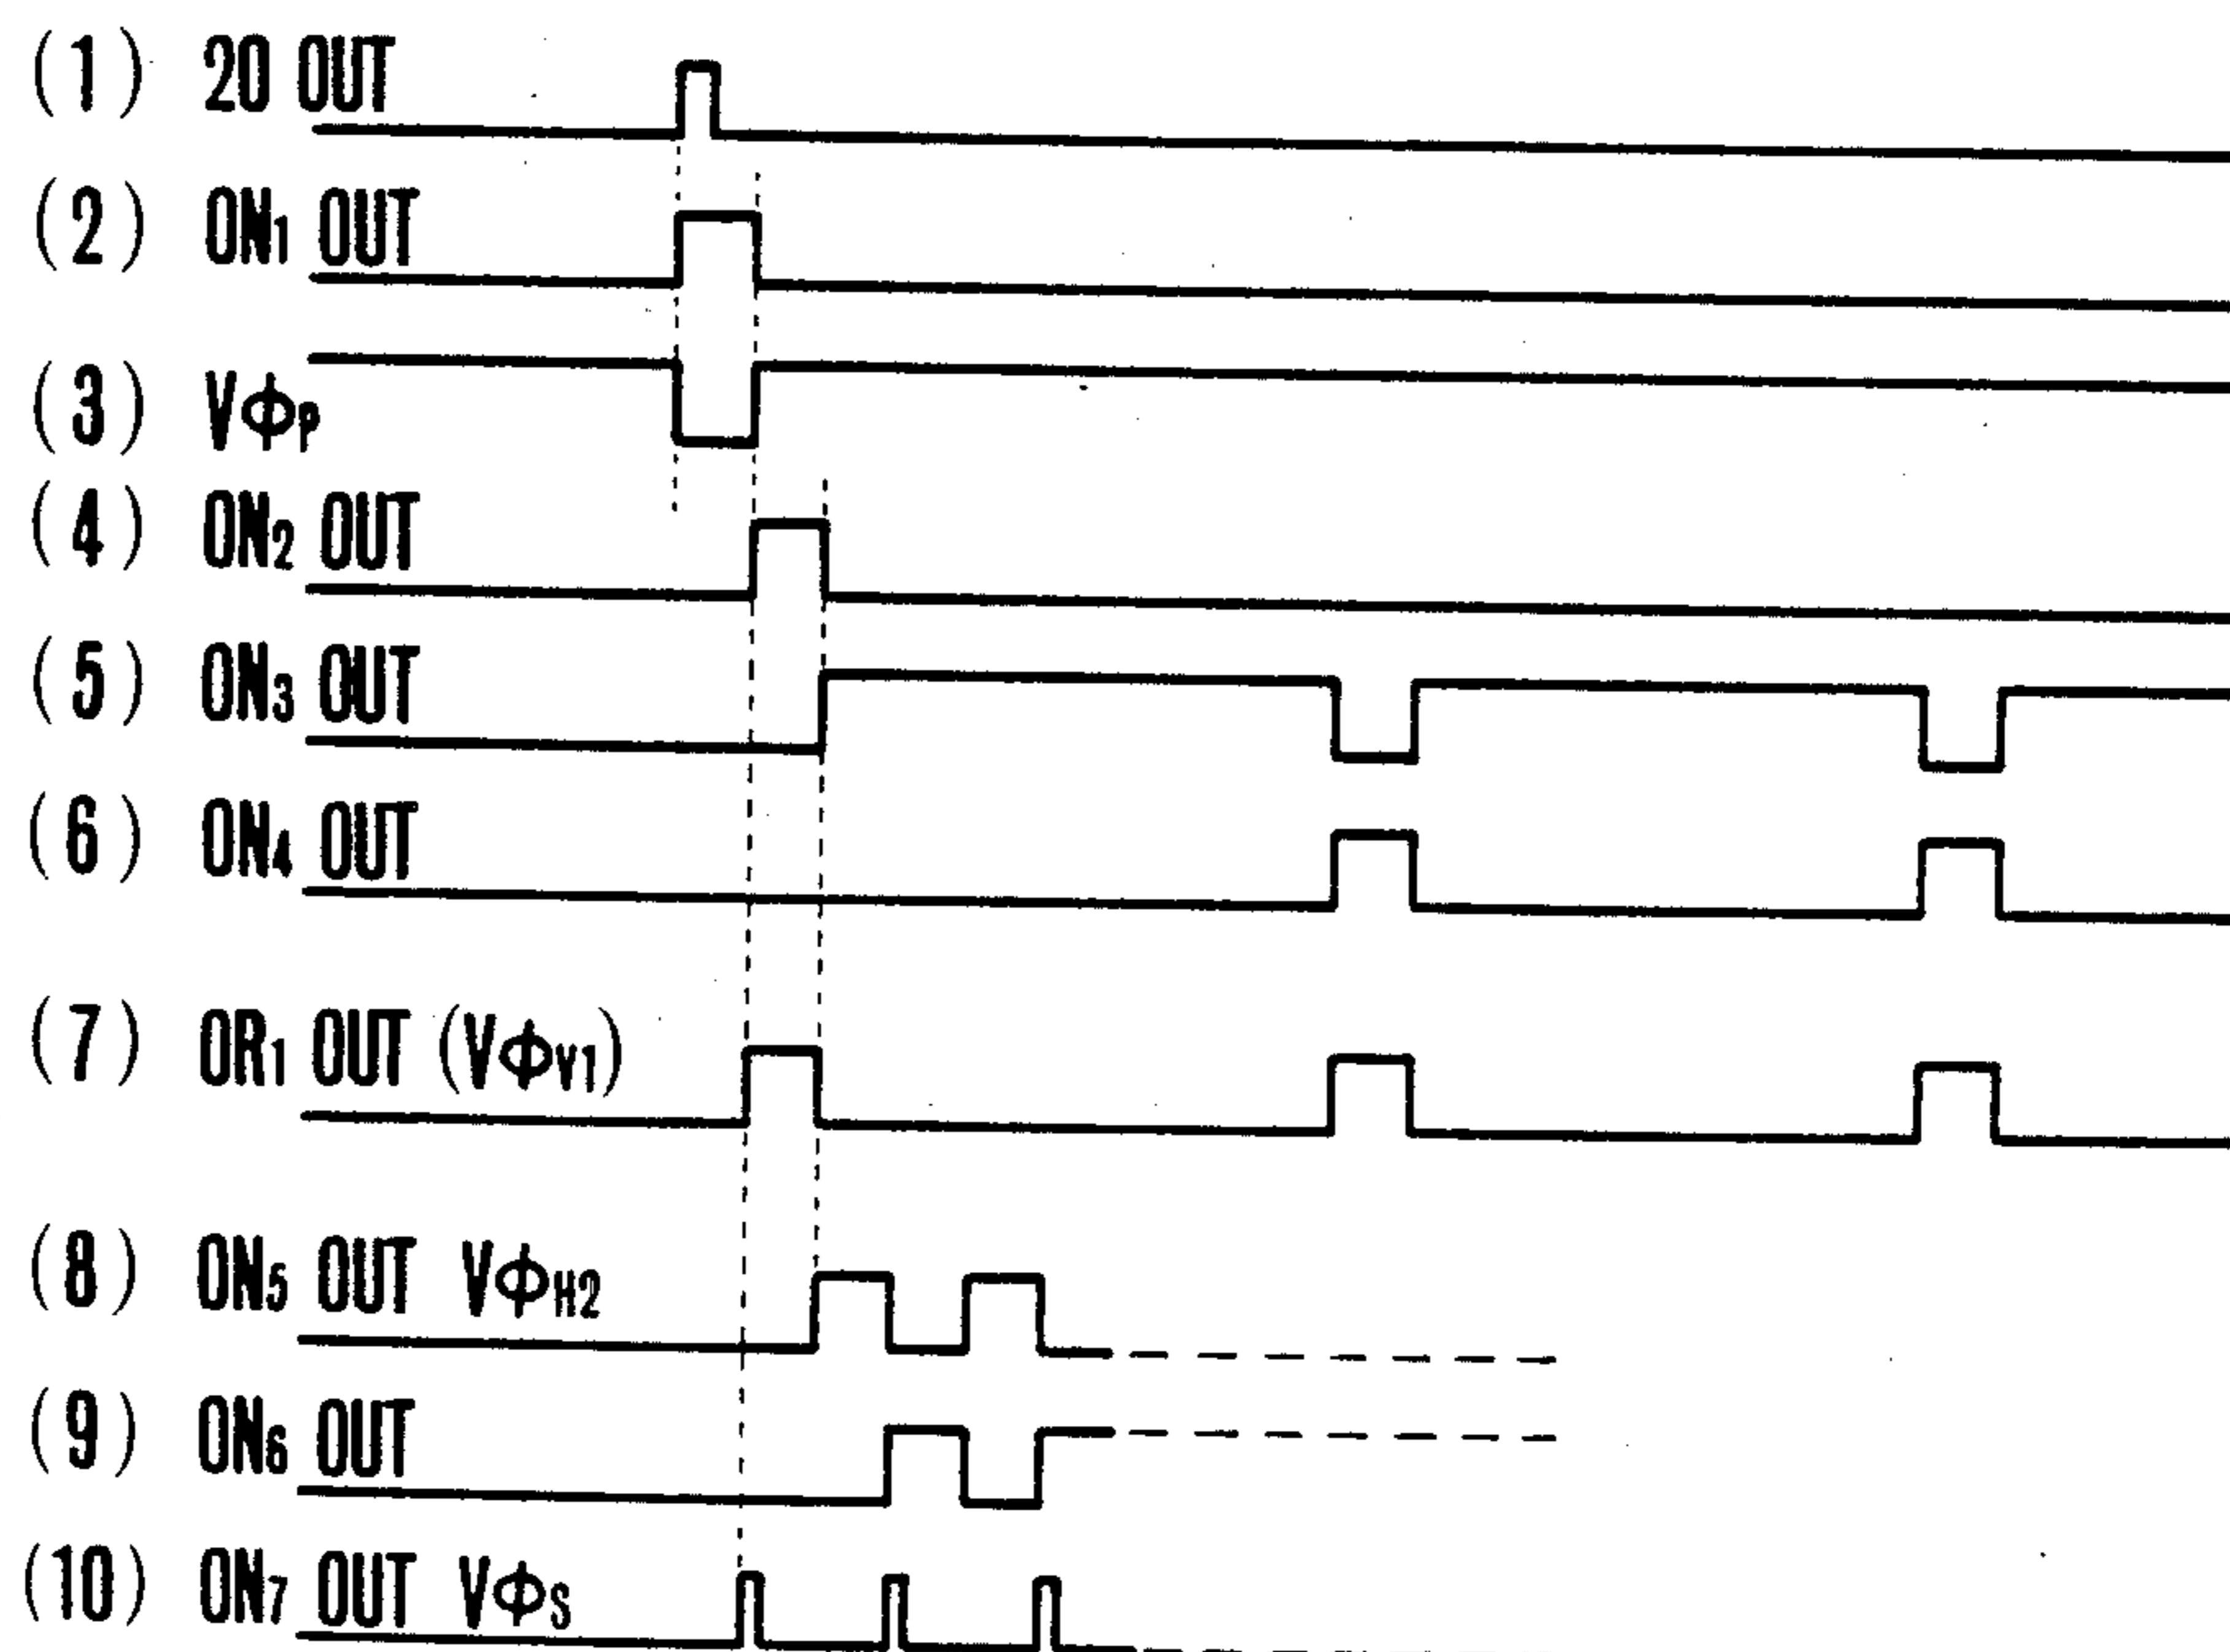 (1) 20 OUT
(2) ON₁ OUT
(3) VΦP
(4) ON₂ OUT
(5) ON₃ OUT
(6) ON₄ OUT
(7) OR₁ OUT (VΦV1)
(8) ON₅ OUT VΦH2
(9) ON₆ OUT
(10) ON₇ OUT VΦS